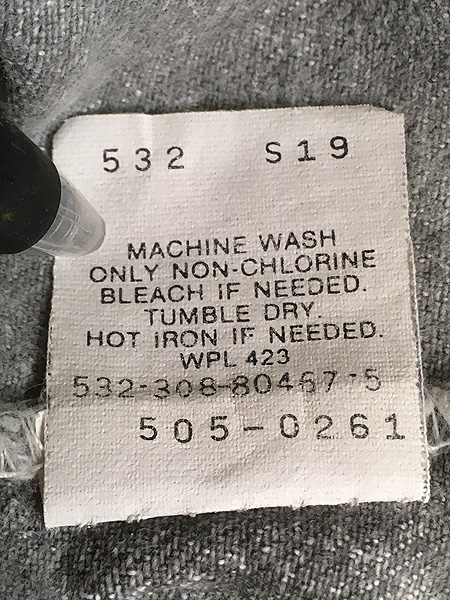 532 S19
MACHINE WASH
ONLY NON-CHLORINE
BLEACH IF NEEDED.
TUMBLE DRY.
HOT IRON IF NEEDED.
WPL 423
532-308-80467-5
505-0261